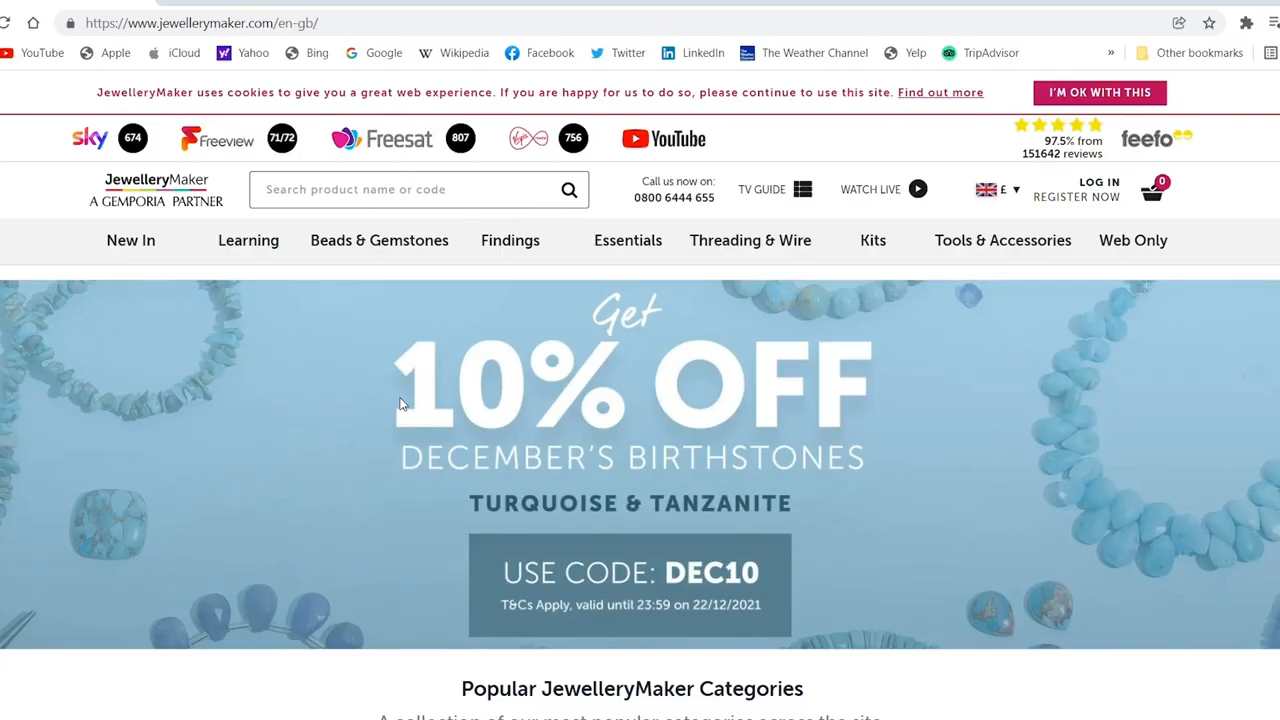 https://www.jewellerymaker.com/en-gb/
YouTube Apple iCloud Yahoo Bing Google Wikipedia Facebook Twitter LinkedIn The Weather Channel Yelp TripAdvisor » Other bookmarks
JewelleryMaker uses cookies to give you a great web experience. If you are happy for us to do so, please continue to use this site. Find out more
I'M OK WITH THIS
sky 674 Freeview 71/72 Freesat 807 756 YouTube
97.5% from
151642 reviews
feefo
JewelleryMaker
A GEMPORIA PARTNER
Search product name or code
Call us now on:
0800 6444 655
TV GUIDE
WATCH LIVE
£
LOG IN
REGISTER NOW
0
New In Learning Beads & Gemstones Findings Essentials Threading & Wire Kits Tools & Accessories Web Only
Get
10% OFF
DECEMBER'S BIRTHSTONES
TURQUOISE & TANZANITE
USE CODE: DEC10
T&Cs Apply, valid until 23:59 on 22/12/2021
Popular JewelleryMaker Categories
A collection of our most popular categories across the site